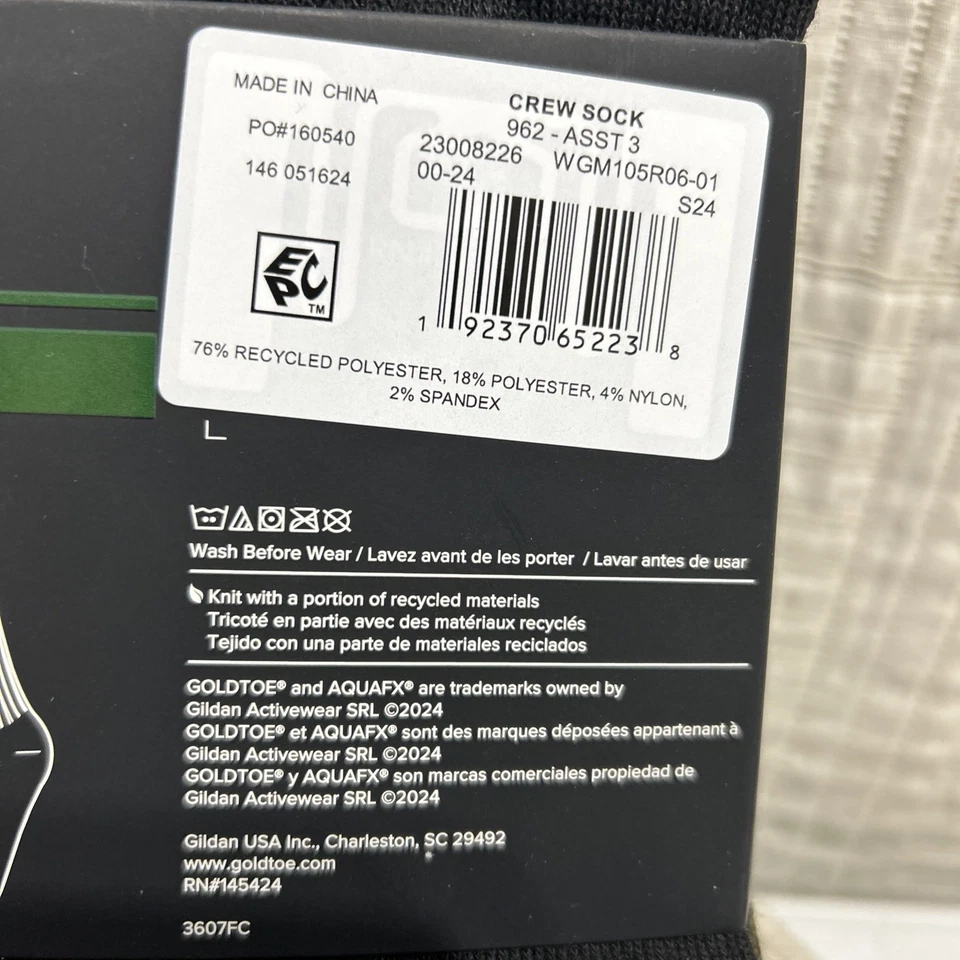 MADE IN CHINA
PO#160540
146 051624
CREW SOCK
962 - ASST 3
23008226 WGM105R06-01
00-24
S24
EPC
TM
1 92370 65223 8
76% RECYCLED POLYESTER, 18% POLYESTER, 4% NYLON,
2% SPANDEX
L
Wash Before Wear / Lavez avant de les porter / Lavar antes de usar
Knit with a portion of recycled materials
Tricoté en partie avec des matériaux recyclés
Tejido con una parte de materiales reciclados
GOLDTOE® and AQUAFX® are trademarks owned by
Gildan Activewear SRL ©2024
GOLDTOE® et AQUAFX® sont des marques déposées appartenant à
Gildan Activewear SRL ©2024
GOLDTOE® y AQUAFX® son marcas comerciales propiedad de
Gildan Activewear SRL ©2024
Gildan USA Inc., Charleston, SC 29492
www.goldtoe.com
RN#145424
3607FC